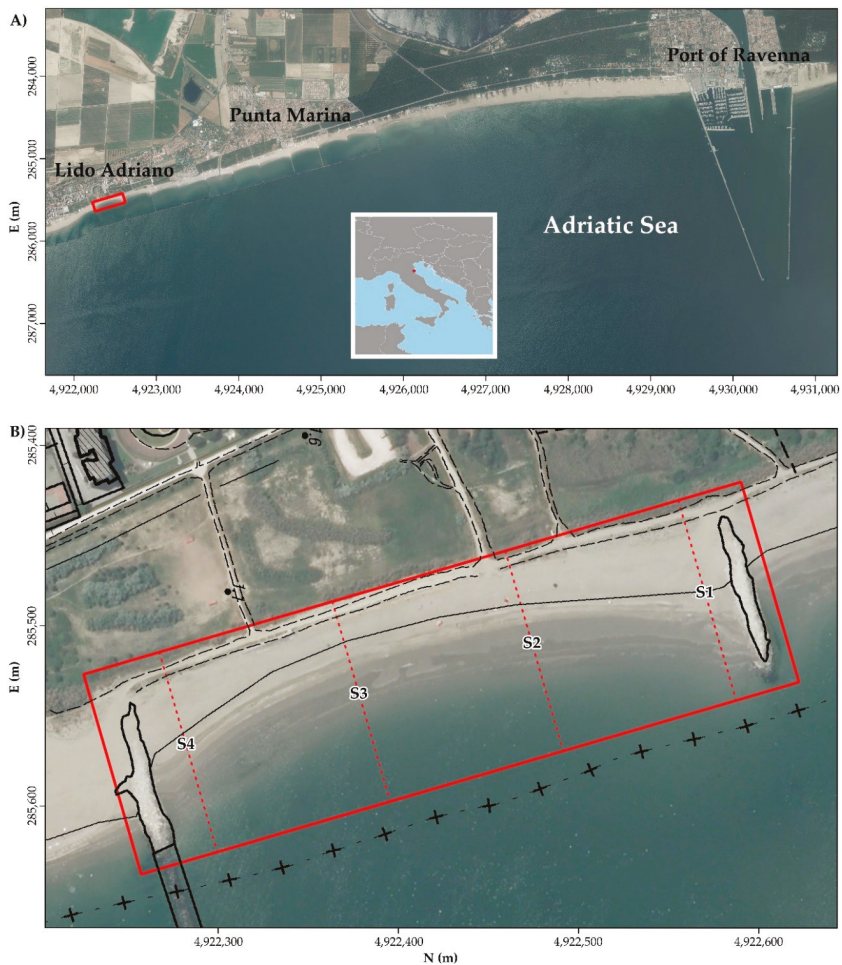 A)
Port of Ravenna
Punta Marina
Lido Adriano
Adriatic Sea
284,000
285,000
286,000
287,000
E (m)
4,922,000 4,923,000 4,924,000 4,925,000 4,926,000 4,927,000 4,928,000 4,929,000 4,930,000 4,931,000
B)
S1
S2
S3
S4
285,400
285,500
285,600
E (m)
4,922,300 4,922,400 4,922,500 4,922,600
N (m)